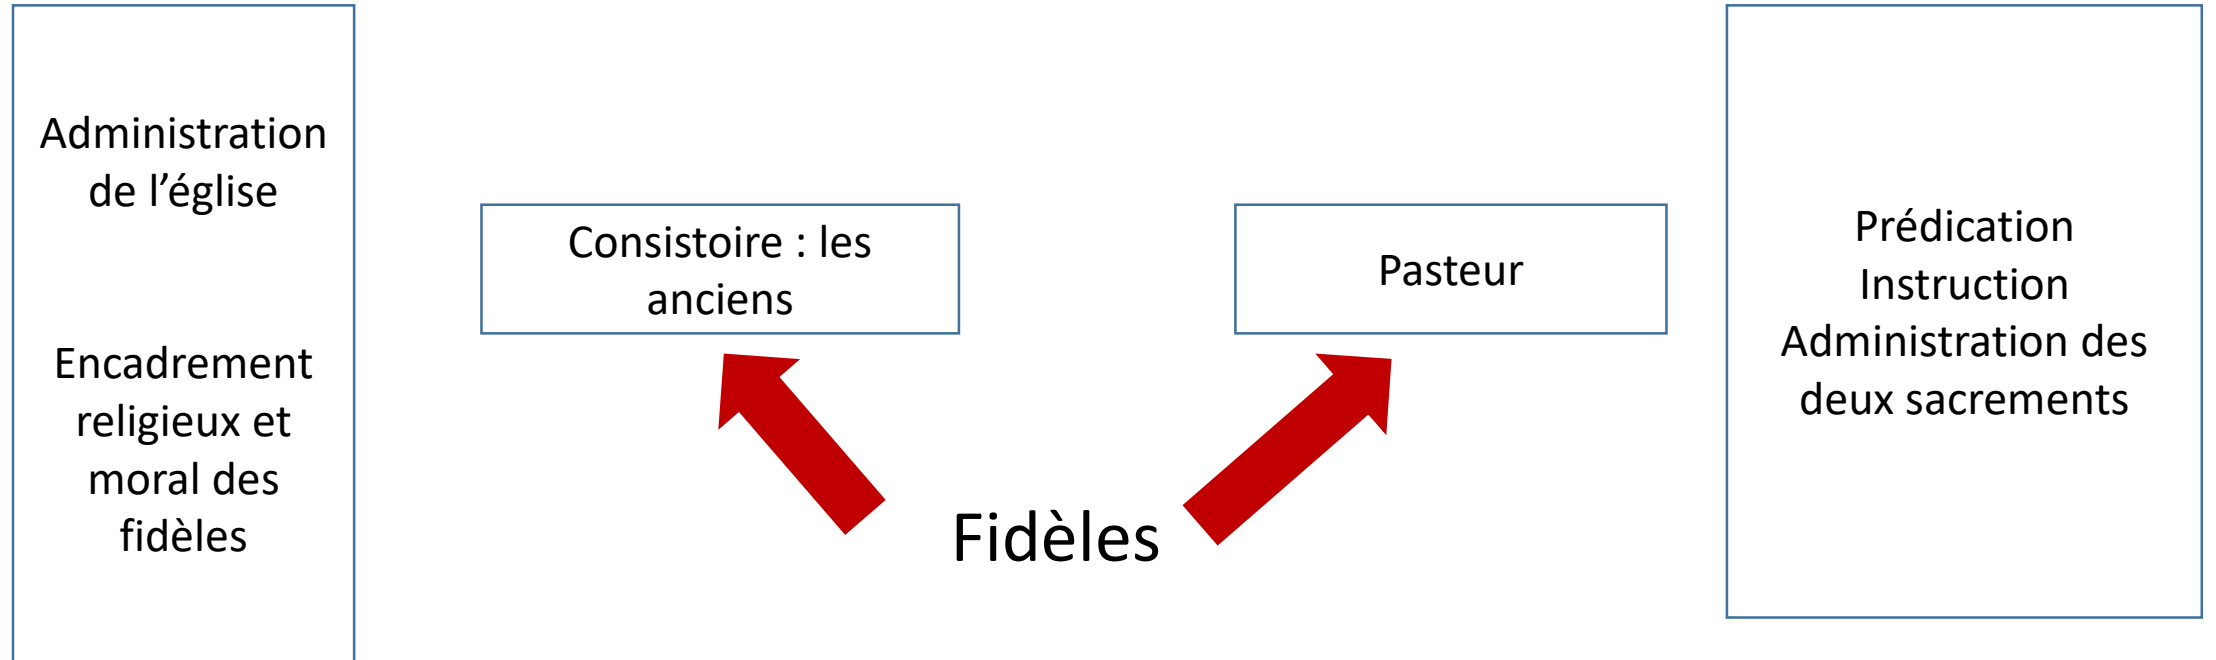 Administration
de l’église
Encadrement
religieux et
moral des
fidèles
Consistoire : les
anciens
Pasteur
Fidèles
Prédication
Instruction
Administration des
deux sacrements